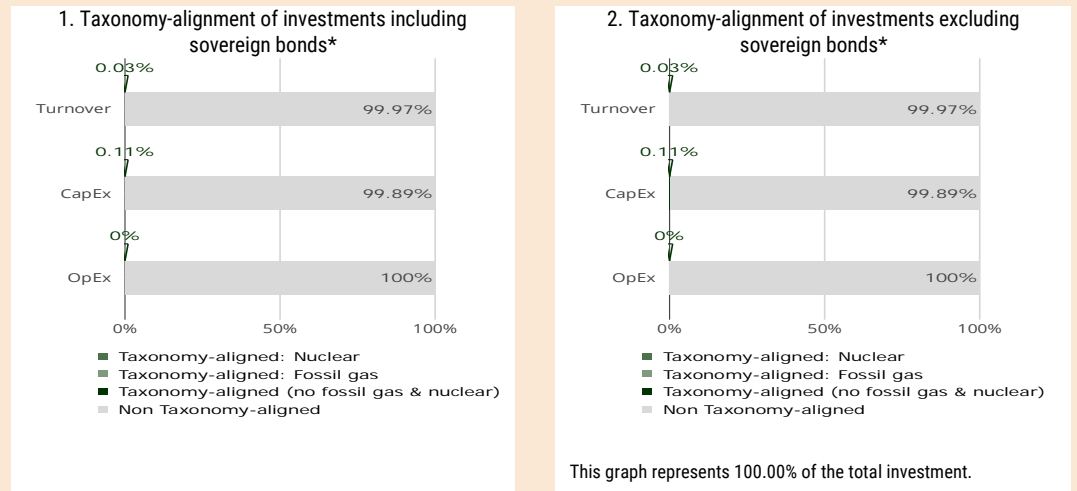 1. Taxonomy-alignment of investments including
sovereign bonds*
0.03%
Turnover 99.97%
0.11%
CapEx 99.89%
0%
OpEx 100%
0% 50% 100%
Taxonomy-aligned: Nuclear
Taxonomy-aligned: Fossil gas
Taxonomy-aligned (no fossil gas & nuclear)
Non Taxonomy-aligned
2. Taxonomy-alignment of investments excluding
sovereign bonds*
0.03%
Turnover 99.97%
0.11%
CapEx 99.89%
0%
OpEx 100%
0% 50% 100%
Taxonomy-aligned: Nuclear
Taxonomy-aligned: Fossil gas
Taxonomy-aligned (no fossil gas & nuclear)
Non Taxonomy-aligned
This graph represents 100.00% of the total investment.